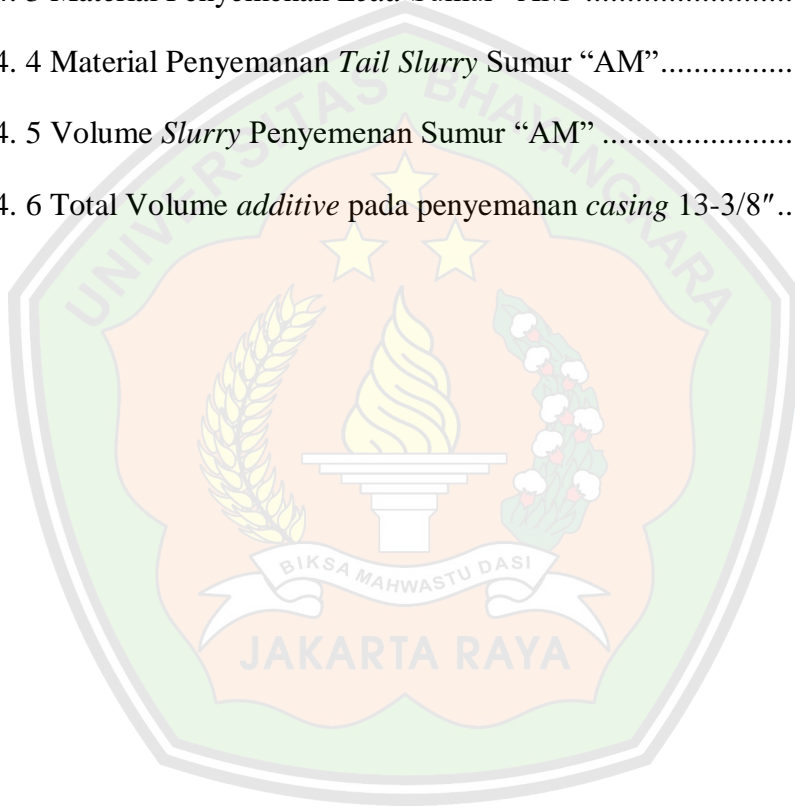 4. 4 Material Penyemanan Tail Slurry Sumur “AM”................
4. 5 Volume Slurry Penyemenan Sumur “AM” ......................
4. 6 Total Volume additive pada penyemanan casing 13-3/8″..
UNIVERSITAS BHAYANGKARA
BIKSA MAHWASTU DASI
JAKARTA RAYA